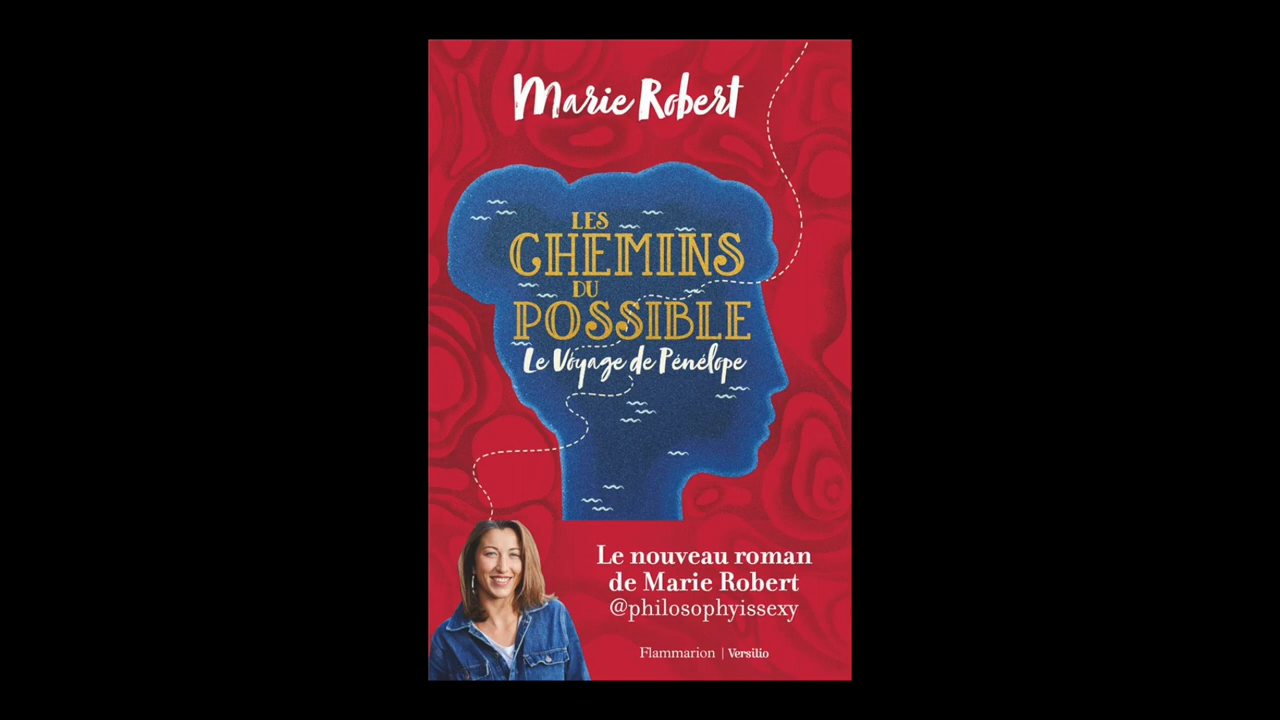 Marie Robert
LES
CHEMINS
DU
POSSIBLE
Le Voyage de Pénélope
Le nouveau roman
de Marie Robert
@philosophyissexy
Flammarion | Versilio